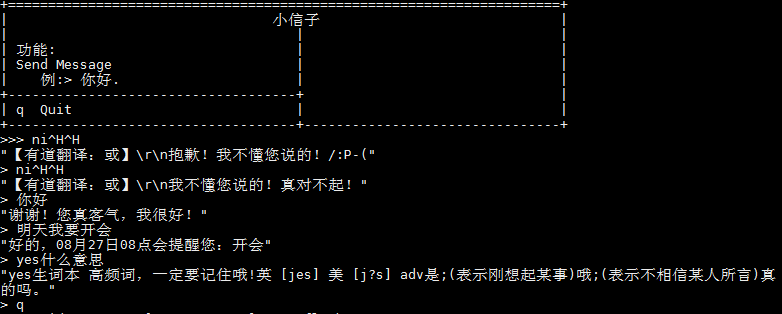 小信子
功能:
Send Message
例:> 你好.
q Quit
>>> ni^H^H
"【有道翻译：或】\r\n抱歉！我不懂您说的！/:P-("
> ni^H^H
"【有道翻译：或】\r\n我不懂您说的！真对不起！"
> 你好
"谢谢！您真客气，我很好！"
> 明天我要开会
"好的，08月27日08点会提醒您：开会"
> yes什么意思
"yes生词本 高频词，一定要记住哦!英 [jes] 美 [j?s] adv是;(表示刚想起某事)哦;(表示不相信某人所言)真
的吗。"
> q